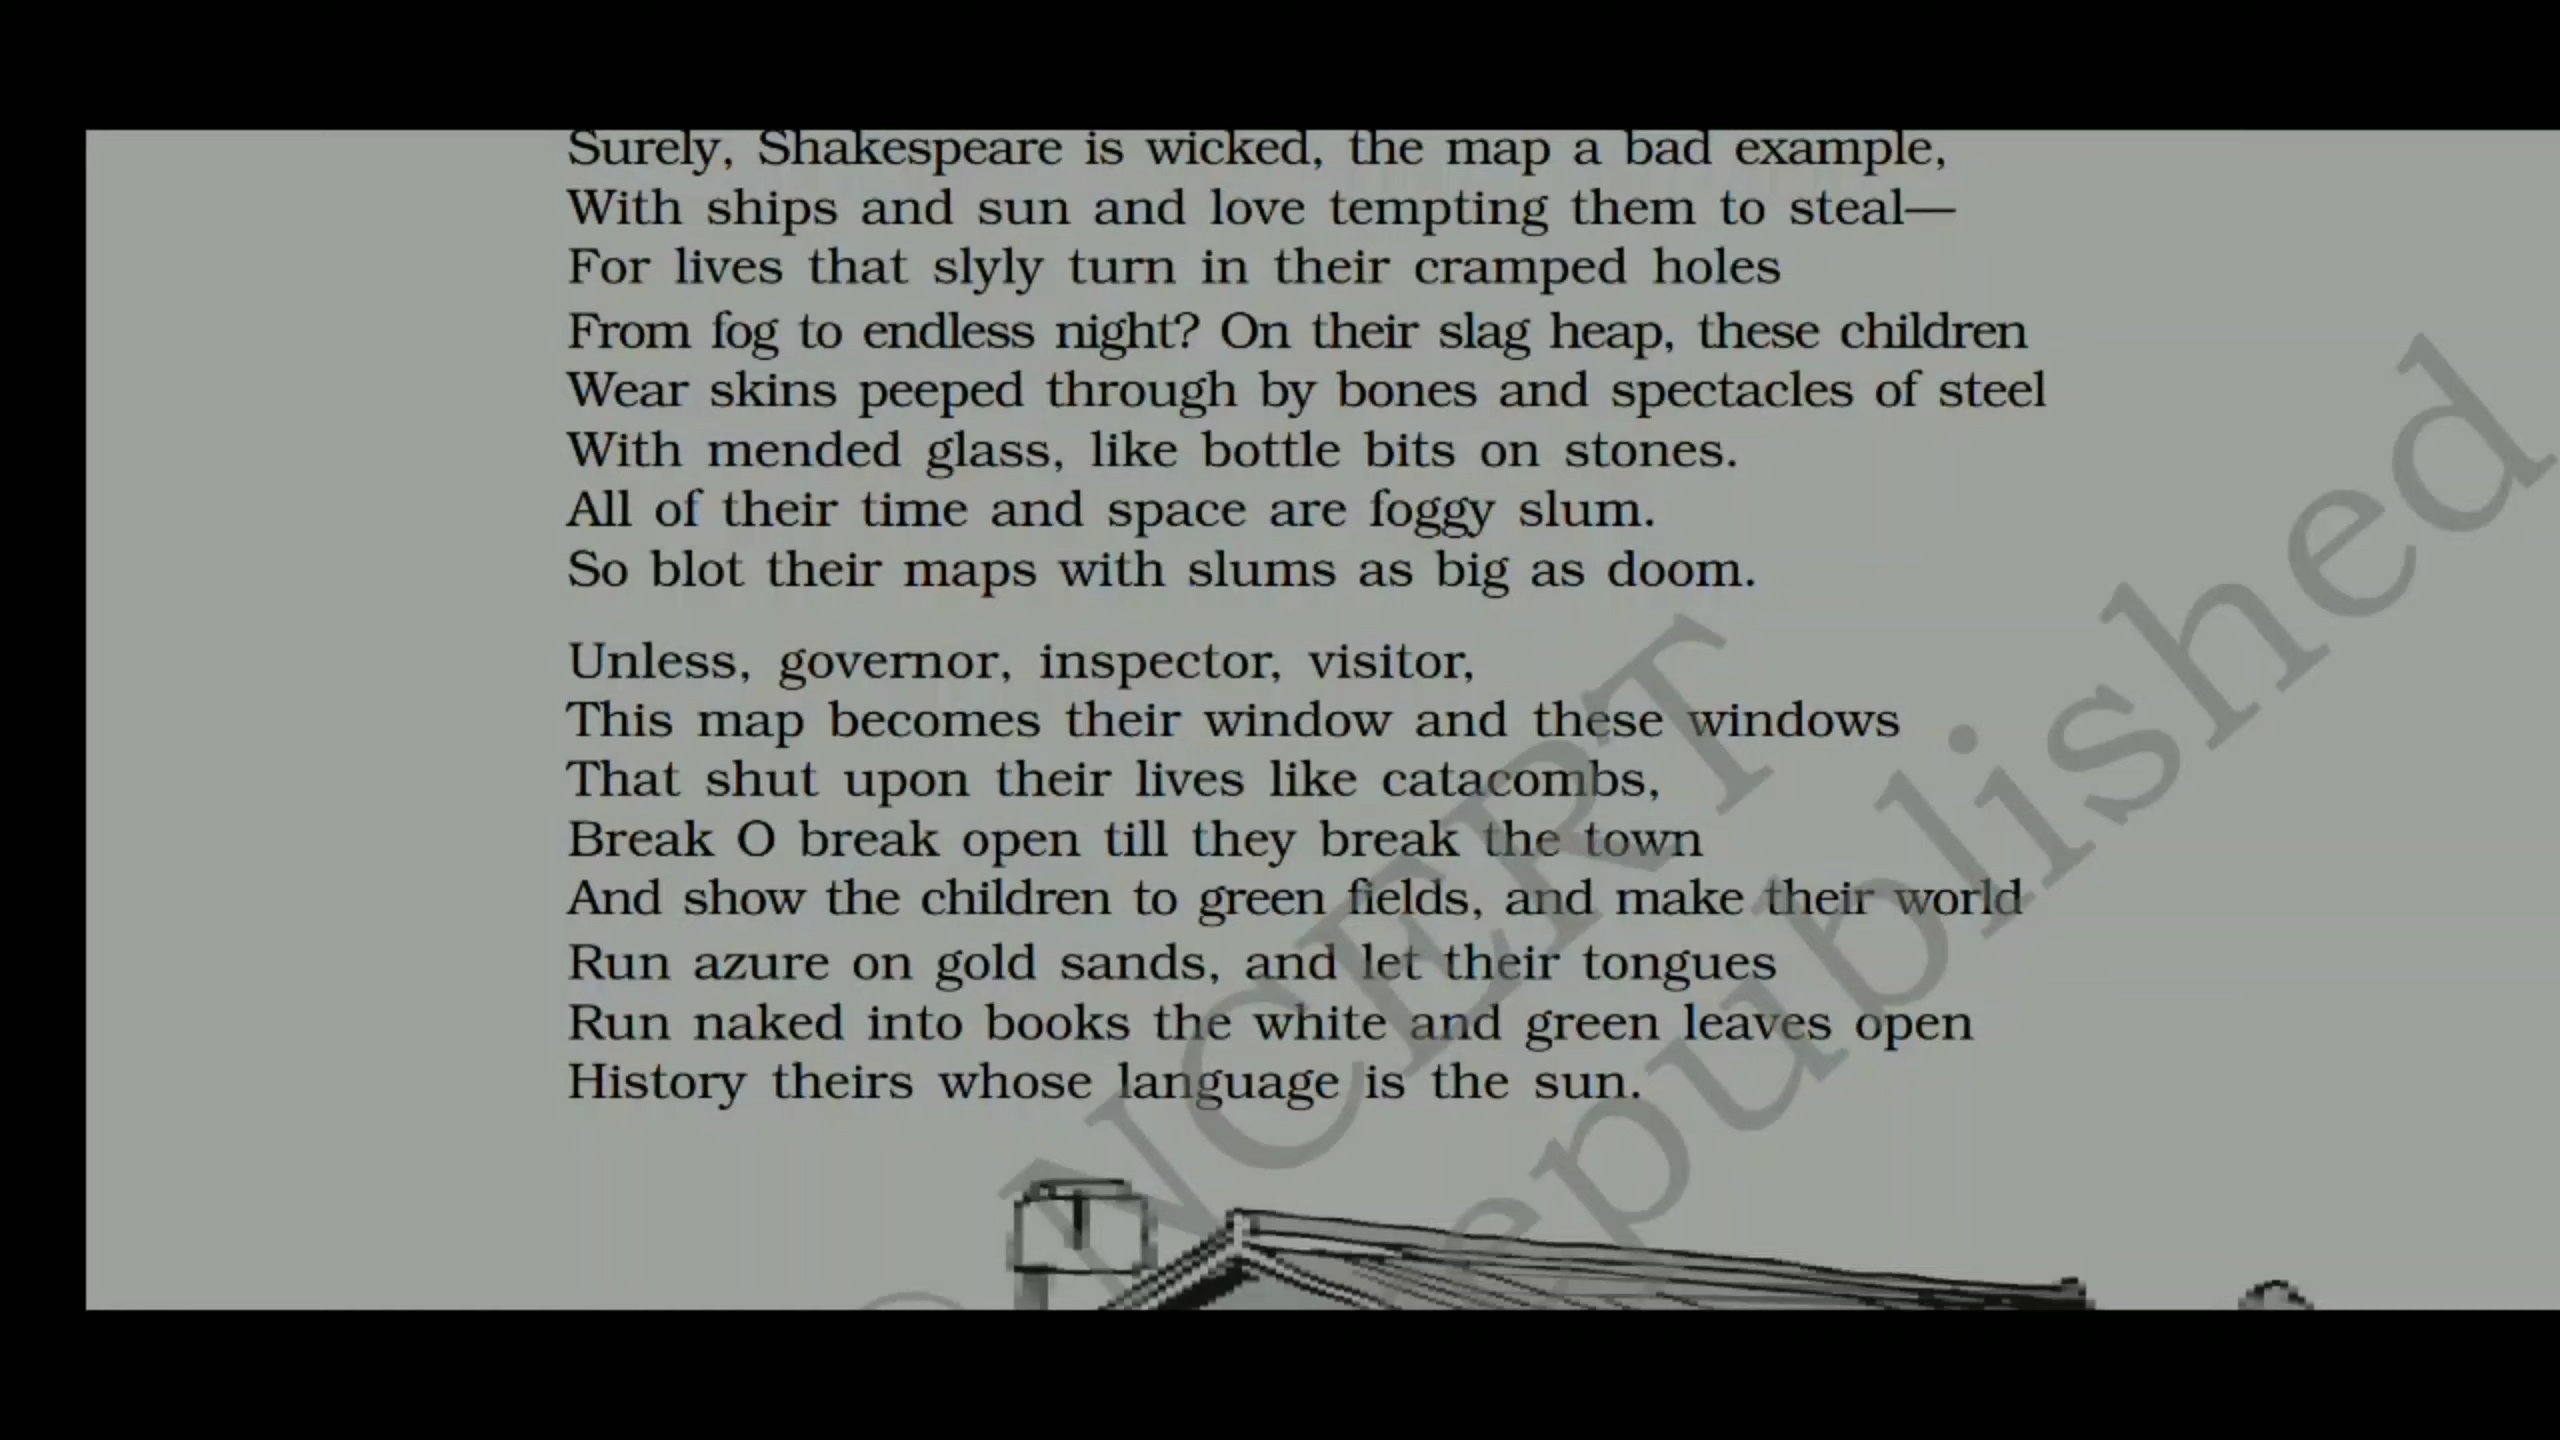 Surely, Shakespeare is wicked, the map a bad example,
With ships and sun and love tempting them to steal—
For lives that slyly turn in their cramped holes
From fog to endless night? On their slag heap, these children
Wear skins peeped through by bones and spectacles of steel
With mended glass, like bottle bits on stones.
All of their time and space are foggy slum.
So blot their maps with slums as big as doom.
Unless, governor, inspector, visitor,
This map becomes their window and these windows
That shut upon their lives like catacombs,
Break O break open till they break the town
And show the children to green fields, and make their world
Run azure on gold sands, and let their tongues
Run naked into books the white and green leaves open
History theirs whose language is the sun.
NCERT
republished